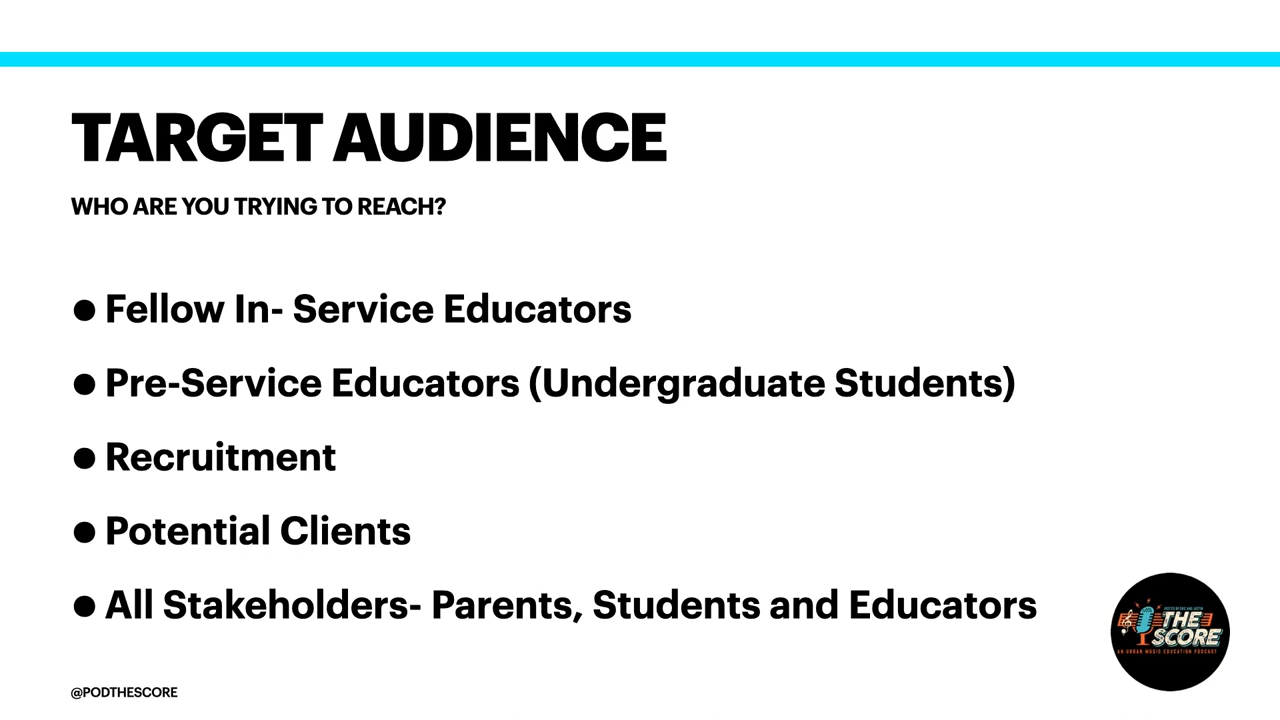 TARGET AUDIENCE
WHO ARE YOU TRYING TO REACH?
● Fellow In- Service Educators
● Pre-Service Educators (Undergraduate Students)
● Recruitment
● Potential Clients
● All Stakeholders- Parents, Students and Educators
THE
SCORE
AN URBAN MUSIC EDUCATION PODCAST
@PODTHESCORE